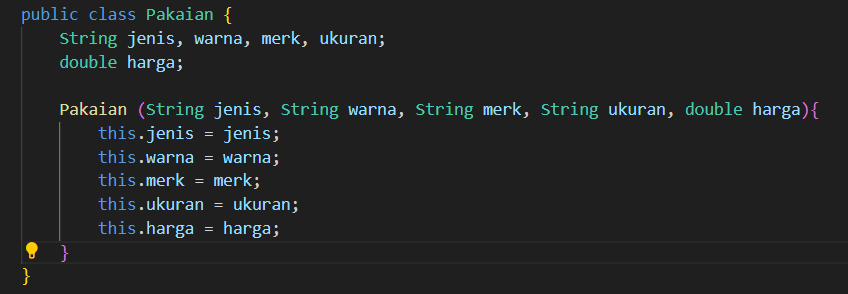 public class Pakaian {
    String jenis, warna, merk, ukuran;
    double harga;

    Pakaian (String jenis, String warna, String merk, String ukuran, double harga){
        this.jenis = jenis;
        this.warna = warna;
        this.merk = merk;
        this.ukuran = ukuran;
        this.harga = harga;
    }
}